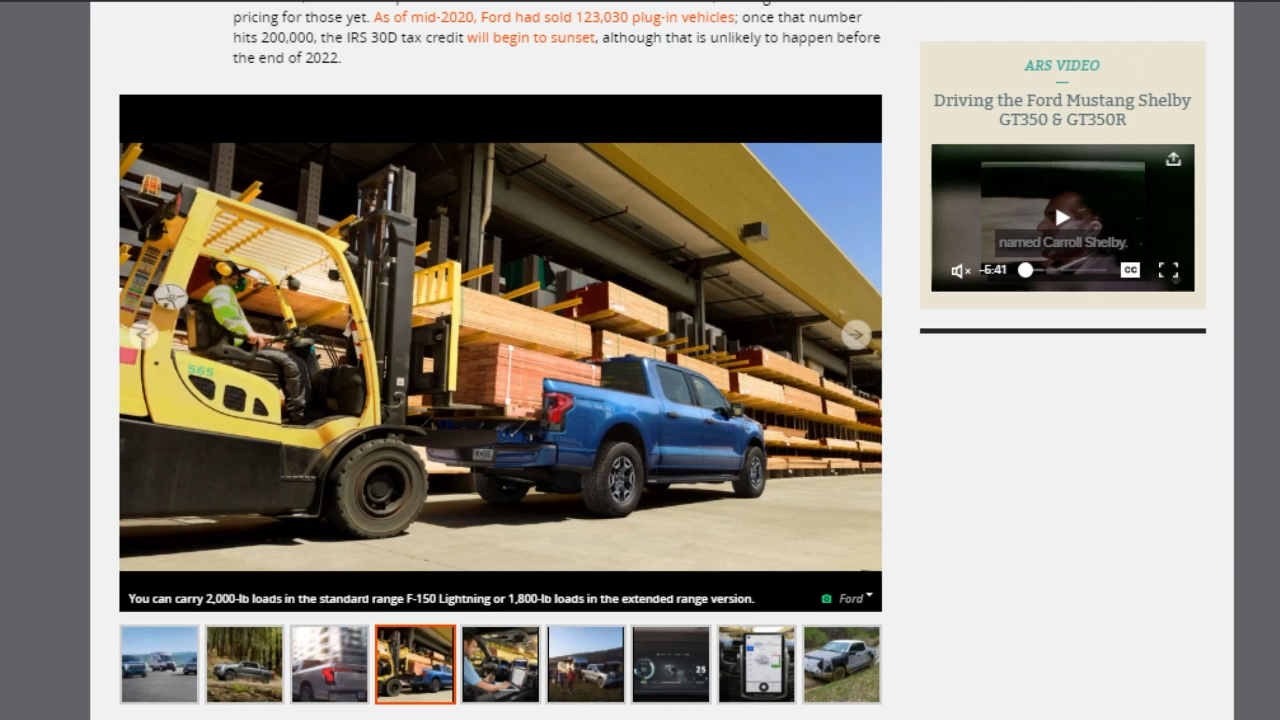 pricing for those yet. As of mid-2020, Ford had sold 123,030 plug-in vehicles; once that number
hits 200,000, the IRS 30D tax credit will begin to sunset, although that is unlikely to happen before
the end of 2022.
ARS VIDEO
Driving the Ford Mustang Shelby
GT350 & GT350R
named Carroll Shelby.
-5:41
CC
565
You can carry 2,000-lb loads in the standard range F-150 Lightning or 1,800-lb loads in the extended range version.
Ford
25